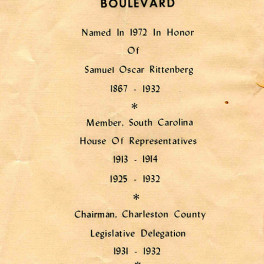 BOULEVARD
Named In 1972 In Honor
Of
Samuel Oscar Rittenberg
1867 - 1932
*
Member, South Carolina
House Of Representatives
1913 - 1914
1925 - 1932
*
Chairman, Charleston County
Legislative Delegation
1931 - 1932
*